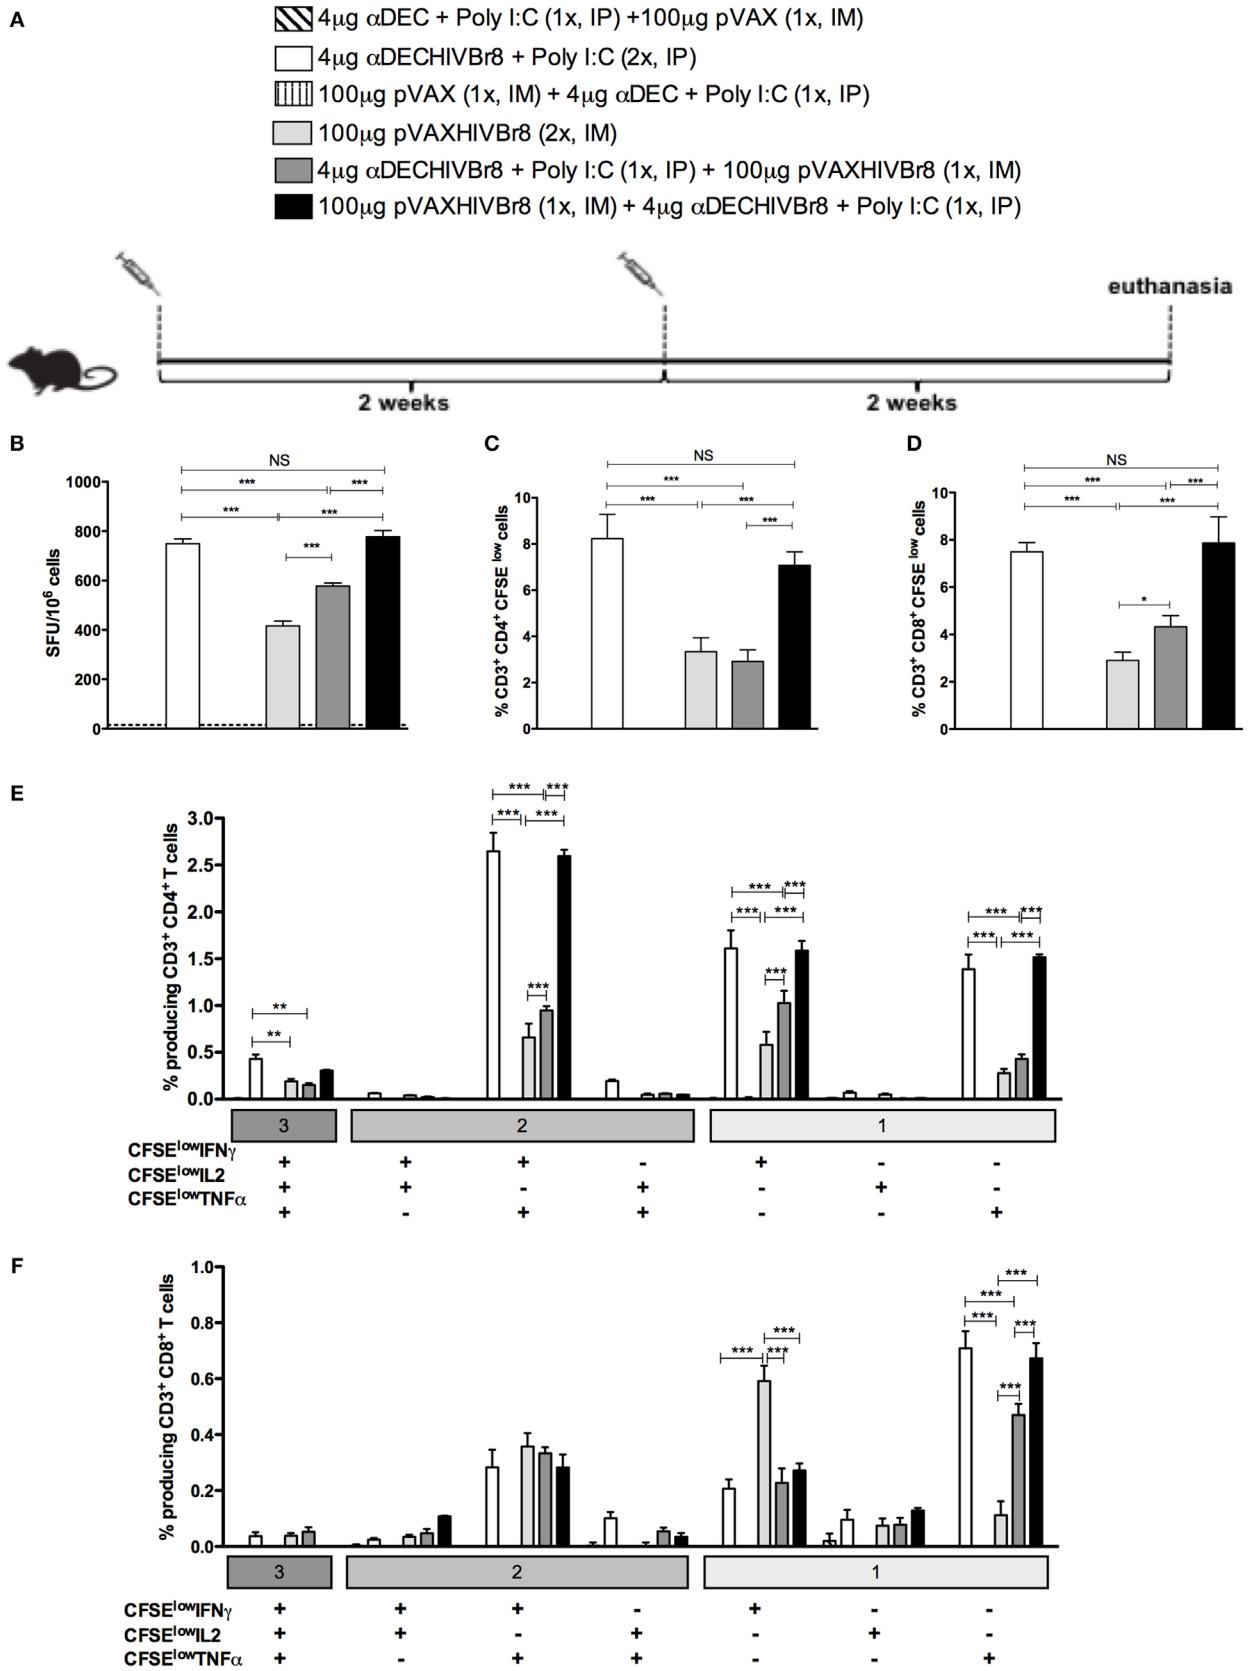 A
4μg αDEC + Poly I:C (1x, IP) +100μg pVAX (1x, IM)
4μg αDECHIVBr8 + Poly I:C (2x, IP)
100μg pVAX (1x, IM) + 4μg αDEC + Poly I:C (1x, IP)
100μg pVAXHIVBr8 (2x, IM)
4μg αDECHIVBr8 + Poly I:C (1x, IP) + 100μg pVAXHIVBr8 (1x, IM)
100μg pVAXHIVBr8 (1x, IM) + 4μg αDECHIVBr8 + Poly I:C (1x, IP)
euthanasia
2 weeks 2 weeks
B
SFU/10⁶ cells
1000
800
600
400
200
0
NS
*** ***
*** ***
***
C
% CD3⁺ CD4⁺ CFSE ˡᵒʷ cells
10
8
6
4
2
0
NS
***
*** ***
***
D
% CD3⁺ CD8⁺ CFSE ˡᵒʷ cells
10
8
6
4
2
0
NS
*** ***
*** ***
*
E
% producing CD3⁺ CD4⁺ T cells
3.0
2.5
2.0
1.5
1.0
0.5
0.0
**
**
*** ***
*** ***
***
*** ***
*** ***
***
*** ***
*** ***
3 2 1
CFSEˡᵒʷIFNγ + + + - + - -
CFSEˡᵒʷIL2 + + - + - + -
CFSEˡᵒʷTNFα + - + + - - +
F
% producing CD3⁺ CD8⁺ T cells
1.0
0.8
0.6
0.4
0.2
0.0
***
*** ***
***
***
*** ***
***
3 2 1
CFSEˡᵒʷIFNγ + + + - + - -
CFSEˡᵒʷIL2 + + - + - + -
CFSEˡᵒʷTNFα + - + + - - +